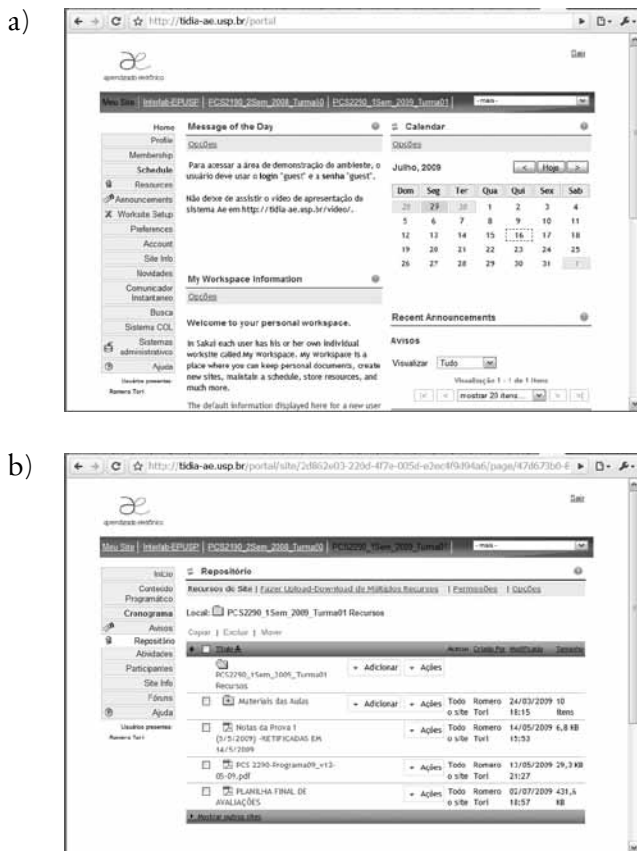 a)
http://tidia-ae.usp.br/portal
Sair
ae
aprendizado eletrônico
Meu Site | Interlab-EPUSP | PCS2190_2Sem_2008_Turma00 | PCS2290_1Sem_2009_Turma01 | - mais -
Home
Profile
Membership
Schedule
Resources
Announcements
Worksite Setup
Preferences
Account
Site Info
Novidades
Comunicador
Instantaneo
Busca
Sistema COL
Sistemas
administrativos
Ajuda
Usuários presentes:
Romero Tori
Message of the Day
Opções
Para acessar a área de demonstração do ambiente, o
usuário deve usar o login "guest" e a senha "guest".
Não deixe de assistir o vídeo de apresentação do
sistema Ae em http://tidia-ae.usp.br/video/.
My Workspace Information
Opções
Welcome to your personal workspace.
In Sakai each user has his or her own individual
worksite called My Workspace. My Workspace is a
place where you can keep personal documents, create
new sites, maintain a schedule, store resources, and
much more.
The default information displayed here for a new user
Calendar
Opções
Julho, 2009 < Hoje >
Dom Seg Ter Qua Qui Sex Sab
28 29 30 1 2 3 4
5 6 7 8 9 10 11
12 13 14 15 16 17 18
19 20 21 22 23 24 25
26 27 28 29 30 31 1
Recent Announcements
Avisos
Visualizar Tudo
Visualização 1 - 1 de 1 itens
|< < mostrar 20 itens... > >|
b)
http://tidia-ae.usp.br/portal/site/
Sair
ae
aprendizado eletrônico
Meu Site | Interlab-EPUSP | PCS2190_2Sem_2008_Turma00 | PCS2290_1Sem_2009_Turma01 | - mais -
Início
Conteúdo
Programático
Cronograma
Avisos
Repositório
Atividades
Participantes
Site Info
Fóruns
Ajuda
Usuários presentes:
Romero Tori
Repositório
Recursos do Site | Fazer Upload-Download de Múltiplos Recursos | Permissões | Opções
Local: PCS2290_1Sem_2009_Turma01 Recursos
Copiar | Excluir | Mover
Título Acesso Criado Por Modificado Tamanho
PCS2290_1Sem_2009_Turma01
Recursos
Adicionar Ações
Materiais das Aulas Adicionar Ações Todo o site Romero Tori 24/03/2009 18:15 10 itens
Notas da Prova 1
(5/5/2009) -RETIFICADAS EM
14/5/2009
Ações Todo o site Romero Tori 14/05/2009 15:53 6,8 KB
PCS 2290-Programa09_v13-
05-09.pdf
Ações Todo o site Romero Tori 13/05/2009 21:27 29,3 KB
PLANILHA FINAL DE
AVALIAÇÕES
Ações Todo o site Romero Tori 02/07/2009 18:57 431,6 KB
Mostrar outros sites